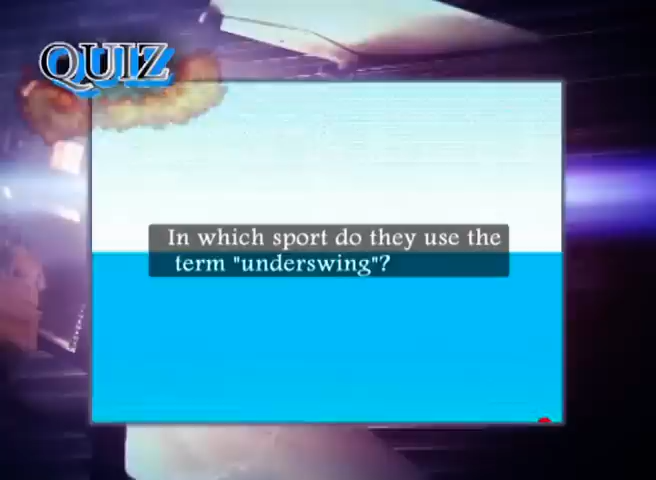 QUIZ
In which sport do they use the
term "underswing"?